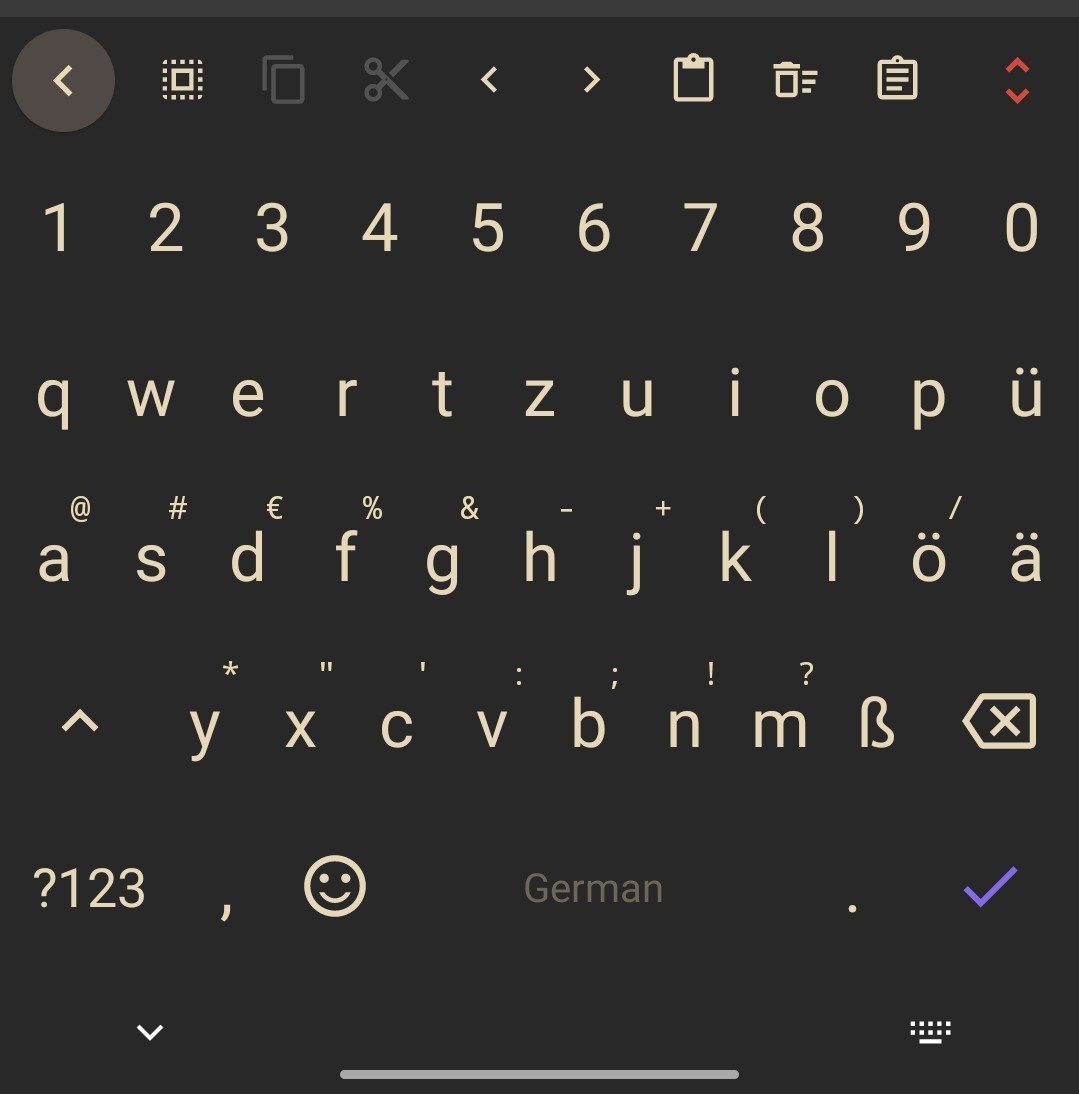 1 2 3 4 5 6 7 8 9 0
q w e r t z u i o p ü
@ # € % & - + ( ) /
a s d f g h j k l ö ä
* " ' : ; ! ?
y x c v b n m ß
?123 , German .